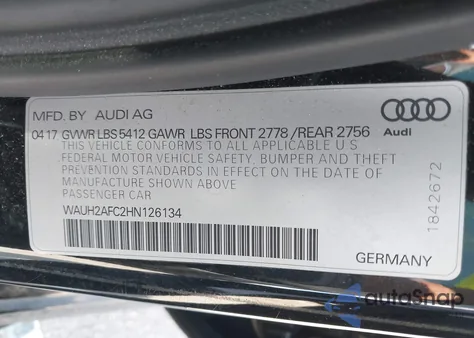 MFD. BY AUDI AG
04 17 GVWR LBS 5412 GAWR LBS FRONT 2778 /REAR 2756
THIS VEHICLE CONFORMS TO ALL APPLICABLE U S
FEDERAL MOTOR VEHICLE SAFETY, BUMPER AND THEFT
PREVENTION STANDARDS IN EFFECT ON THE DATE OF
MANUFACTURE SHOWN ABOVE
PASSENGER CAR
WAUH2AFC2HN126134
Audi
1842672
GERMANY
autoSnap